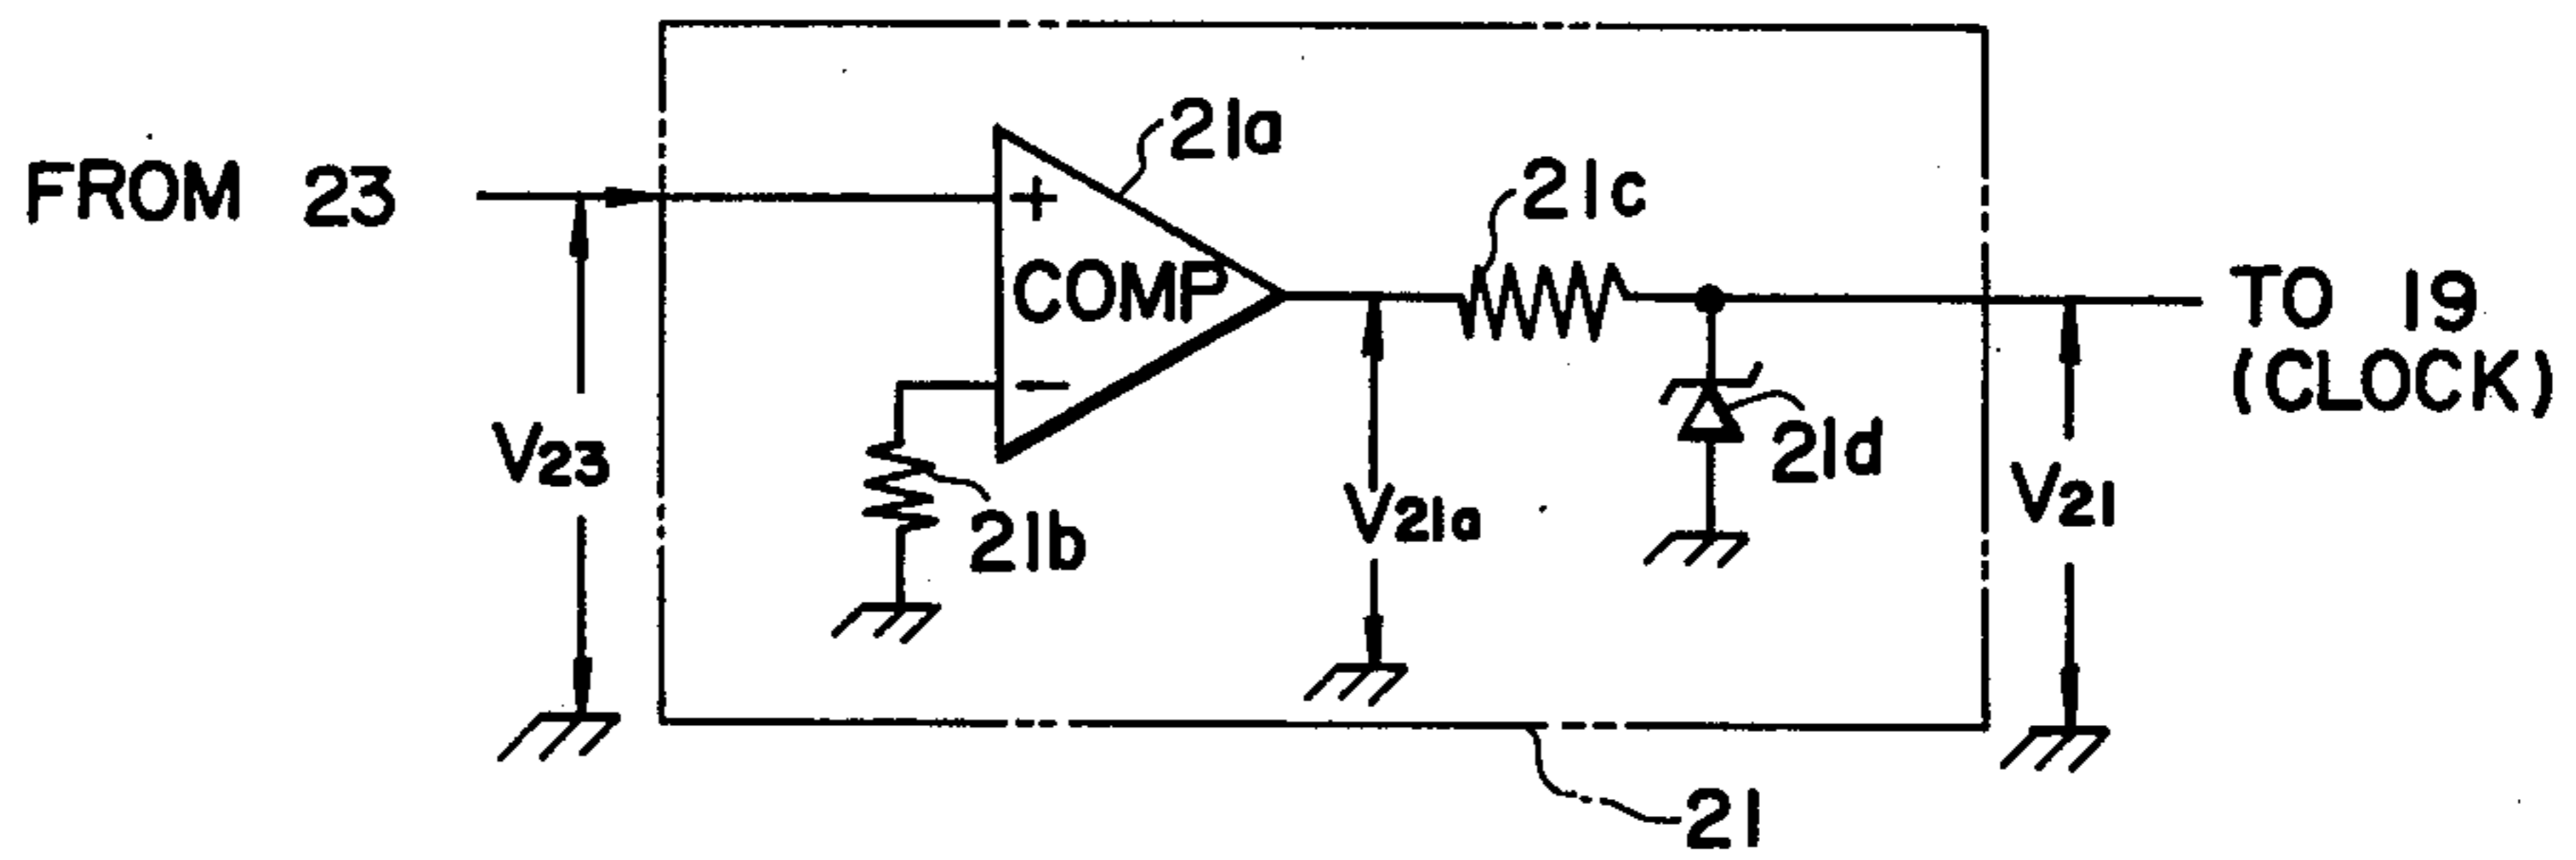 21a
FROM 23
21c
+
COMP
TO 19
(CLOCK)
−
V23
21d
V21a
V21
21b
21